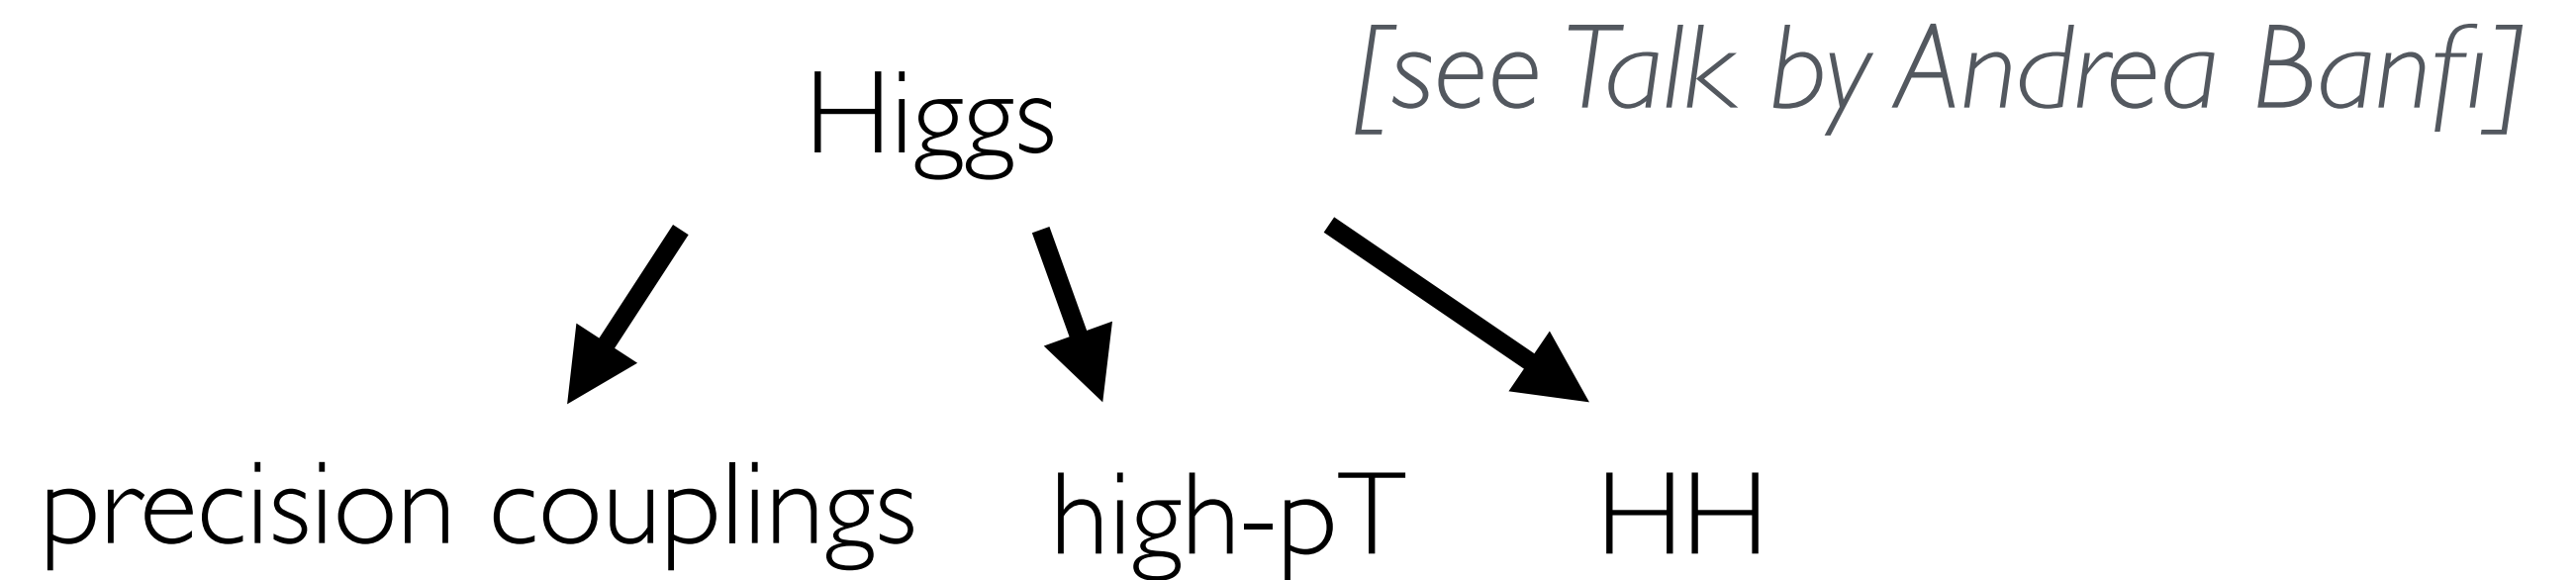 Higgs
[see Talk by Andrea Banfi]
precision couplings
high-pT
HH